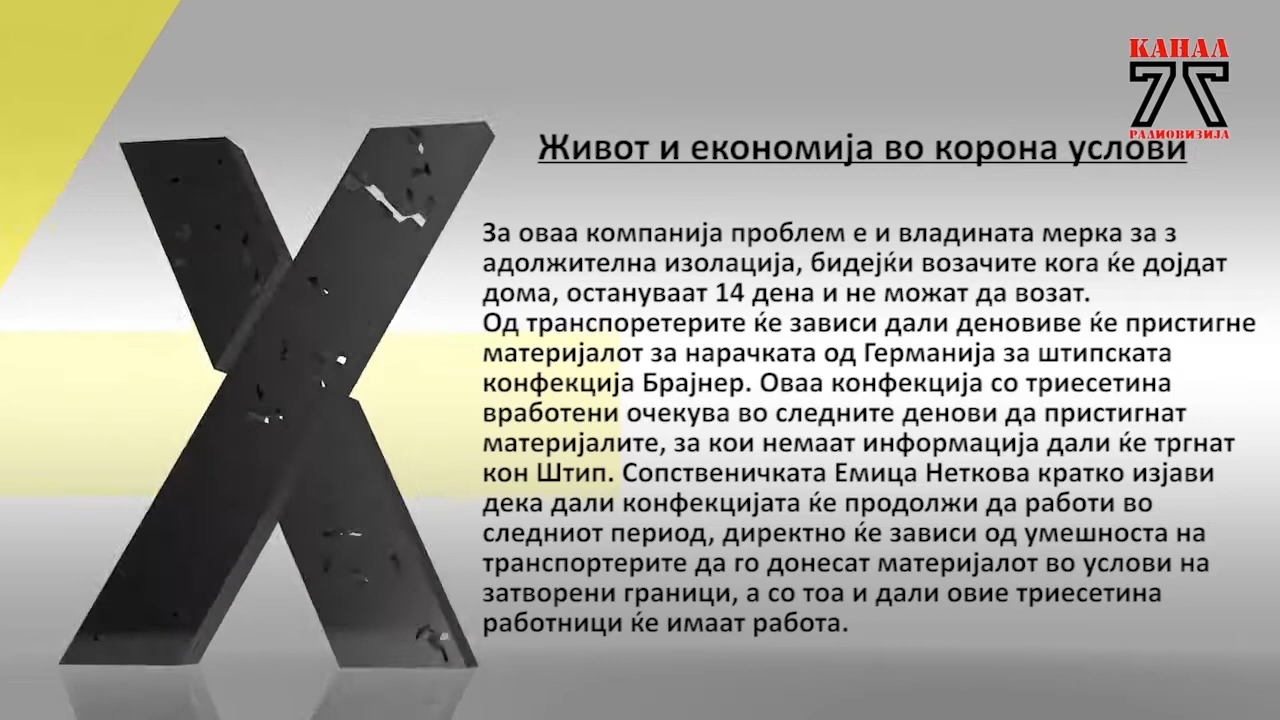 КАНАЛ
77
РАДИОВИЗИЈА
Живот и економија во корона услови
За оваа компанија проблем е и владината мерка за з
адолжителна изолација, бидејќи возачите кога ќе дојдат
дома, остануваат 14 дена и не можат да возат.
Од транспоретерите ќе зависи дали деновиве ќе пристигне
материјалот за нарачката од Германија за штипската
конфекција Брајнер. Оваа конфекција со триесетина
вработени очекува во следните денови да пристигнат
материјалите, за кои немаат информација дали ќе тргнат
кон Штип. Сопственичката Емица Неткова кратко изјави
дека дали конфекцијата ќе продолжи да работи во
следниот период, директно ќе зависи од умешноста на
транспортерите да го донесат материјалот во услови на
затворени граници, а со тоа и дали овие триесетина
работници ќе имаат работа.